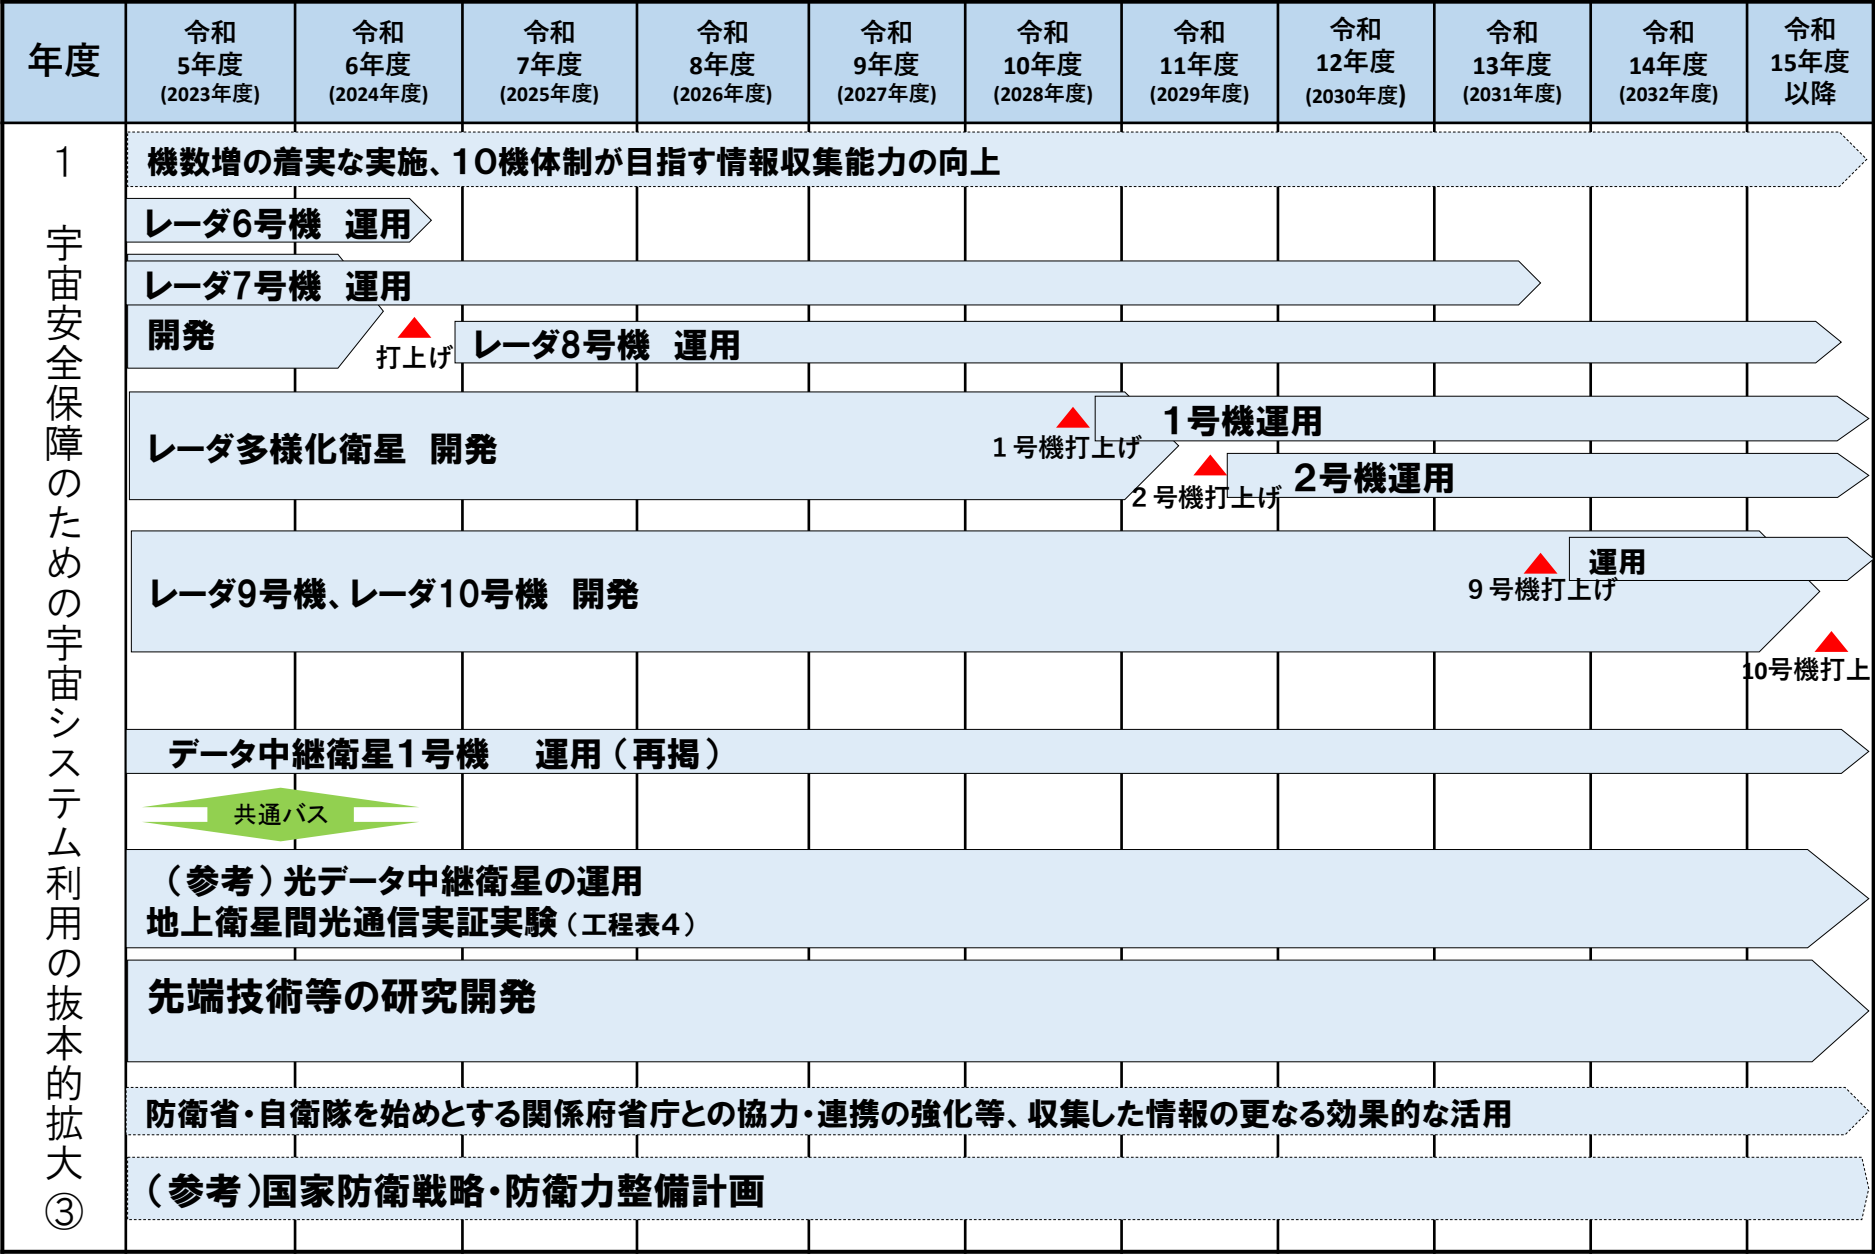 年度
令和
5年度
(2023年度)
令和
6年度
(2024年度)
令和
7年度
(2025年度)
令和
8年度
(2026年度)
令和
9年度
(2027年度)
令和
10年度
(2028年度)
令和
11年度
(2029年度)
令和
12年度
(2030年度)
令和
13年度
(2031年度)
令和
14年度
(2032年度)
令和
15年度
以降
1 宇宙安全保障のための宇宙システム利用の抜本的拡大③
機数増の着実な実施、10機体制が目指す情報収集能力の向上
レーダ6号機 運用
レーダ7号機 運用
開発
打上げ
レーダ8号機 運用
レーダ多様化衛星 開発
1号機打上げ
1号機運用
2号機打上げ
2号機運用
レーダ9号機、レーダ10号機 開発
9号機打上げ
運用
10号機打上
データ中継衛星1号機 運用（再掲）
共通バス
（参考）光データ中継衛星の運用
地上衛星間光通信実証実験（工程表4）
先端技術等の研究開発
防衛省・自衛隊を始めとする関係府省庁との協力・連携の強化等、収集した情報の更なる効果的な活用
（参考）国家防衛戦略・防衛力整備計画